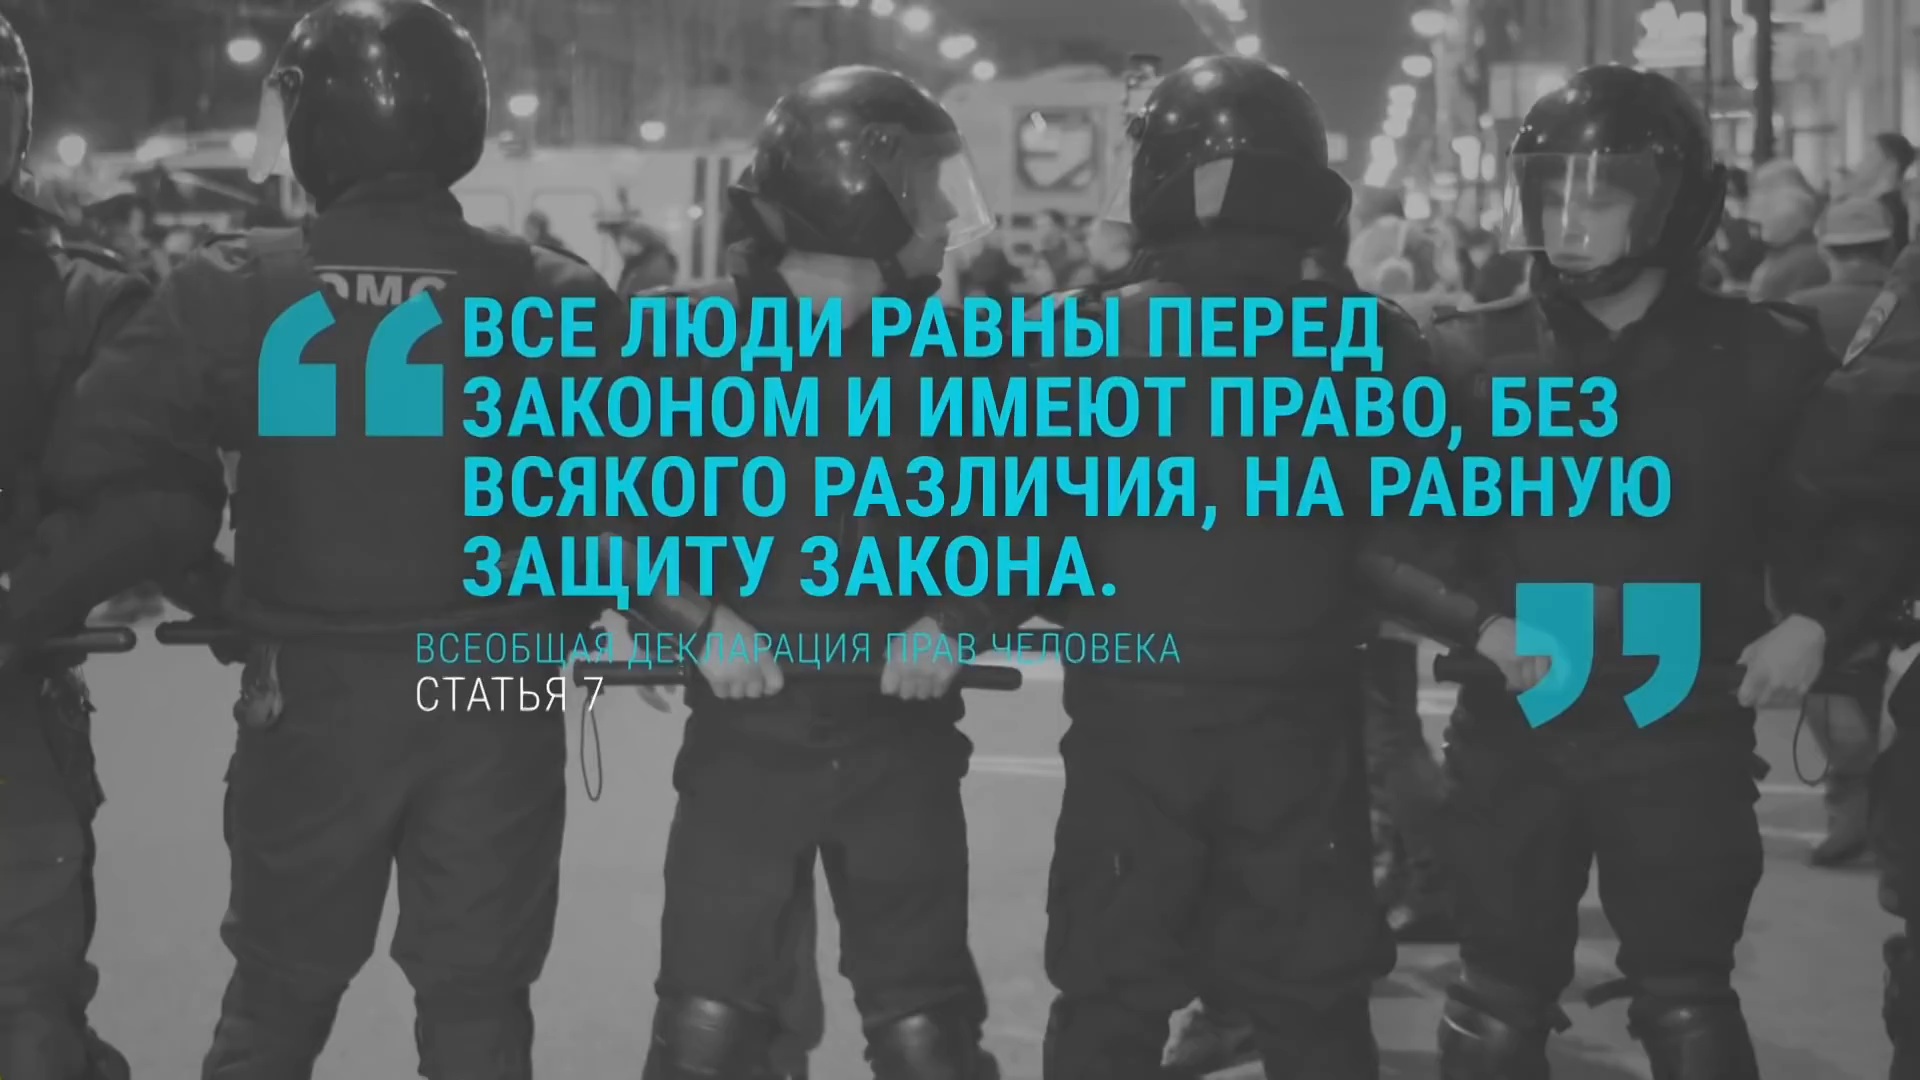 ВСЕ ЛЮДИ РАВНЫ ПЕРЕД
ЗАКОНОМ И ИМЕЮТ ПРАВО, БЕЗ
ВСЯКОГО РАЗЛИЧИЯ, НА РАВНУЮ
ЗАЩИТУ ЗАКОНА.
ВСЕОБЩАЯ ДЕКЛАРАЦИЯ ПРАВ ЧЕЛОВЕКА
СТАТЬЯ 7